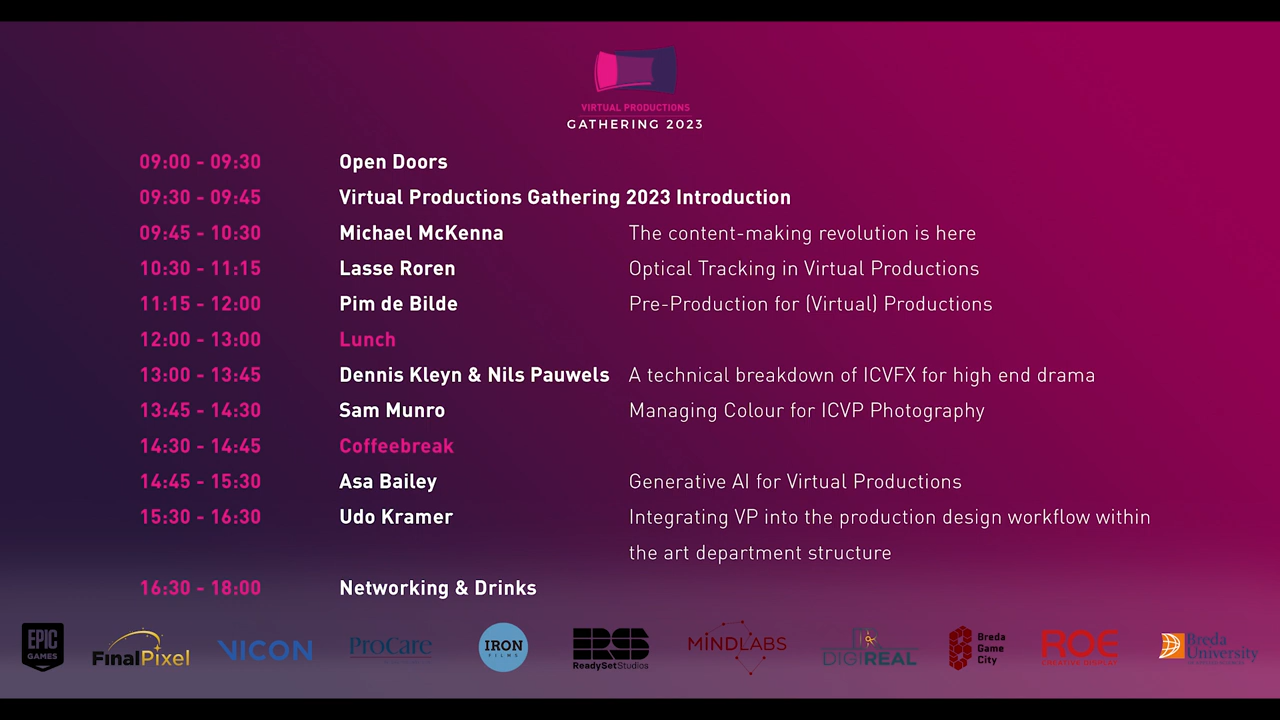 VIRTUAL PRODUCTIONS
GATHERING 2023
09:00 - 09:30 Open Doors
09:30 - 09:45 Virtual Productions Gathering 2023 Introduction
09:45 - 10:30 Michael McKenna The content-making revolution is here
10:30 - 11:15 Lasse Roren Optical Tracking in Virtual Productions
11:15 - 12:00 Pim de Bilde Pre-Production for (Virtual) Productions
12:00 - 13:00 Lunch
13:00 - 13:45 Dennis Kleyn & Nils Pauwels A technical breakdown of ICVFX for high end drama
13:45 - 14:30 Sam Munro Managing Colour for ICVP Photography
14:30 - 14:45 Coffeebreak
14:45 - 15:30 Asa Bailey Generative AI for Virtual Productions
15:30 - 16:30 Udo Kramer Integrating VP into the production design workflow within
the art department structure
16:30 - 18:00 Networking & Drinks
EPIC
GAMES
FinalPixel
VICON
ProCare
IRON
FILMS
RS
ReadySetStudios
MINDLABS
DIGIREAL
Breda
Game
City
ROE
CREATIVE DISPLAY
Breda
University